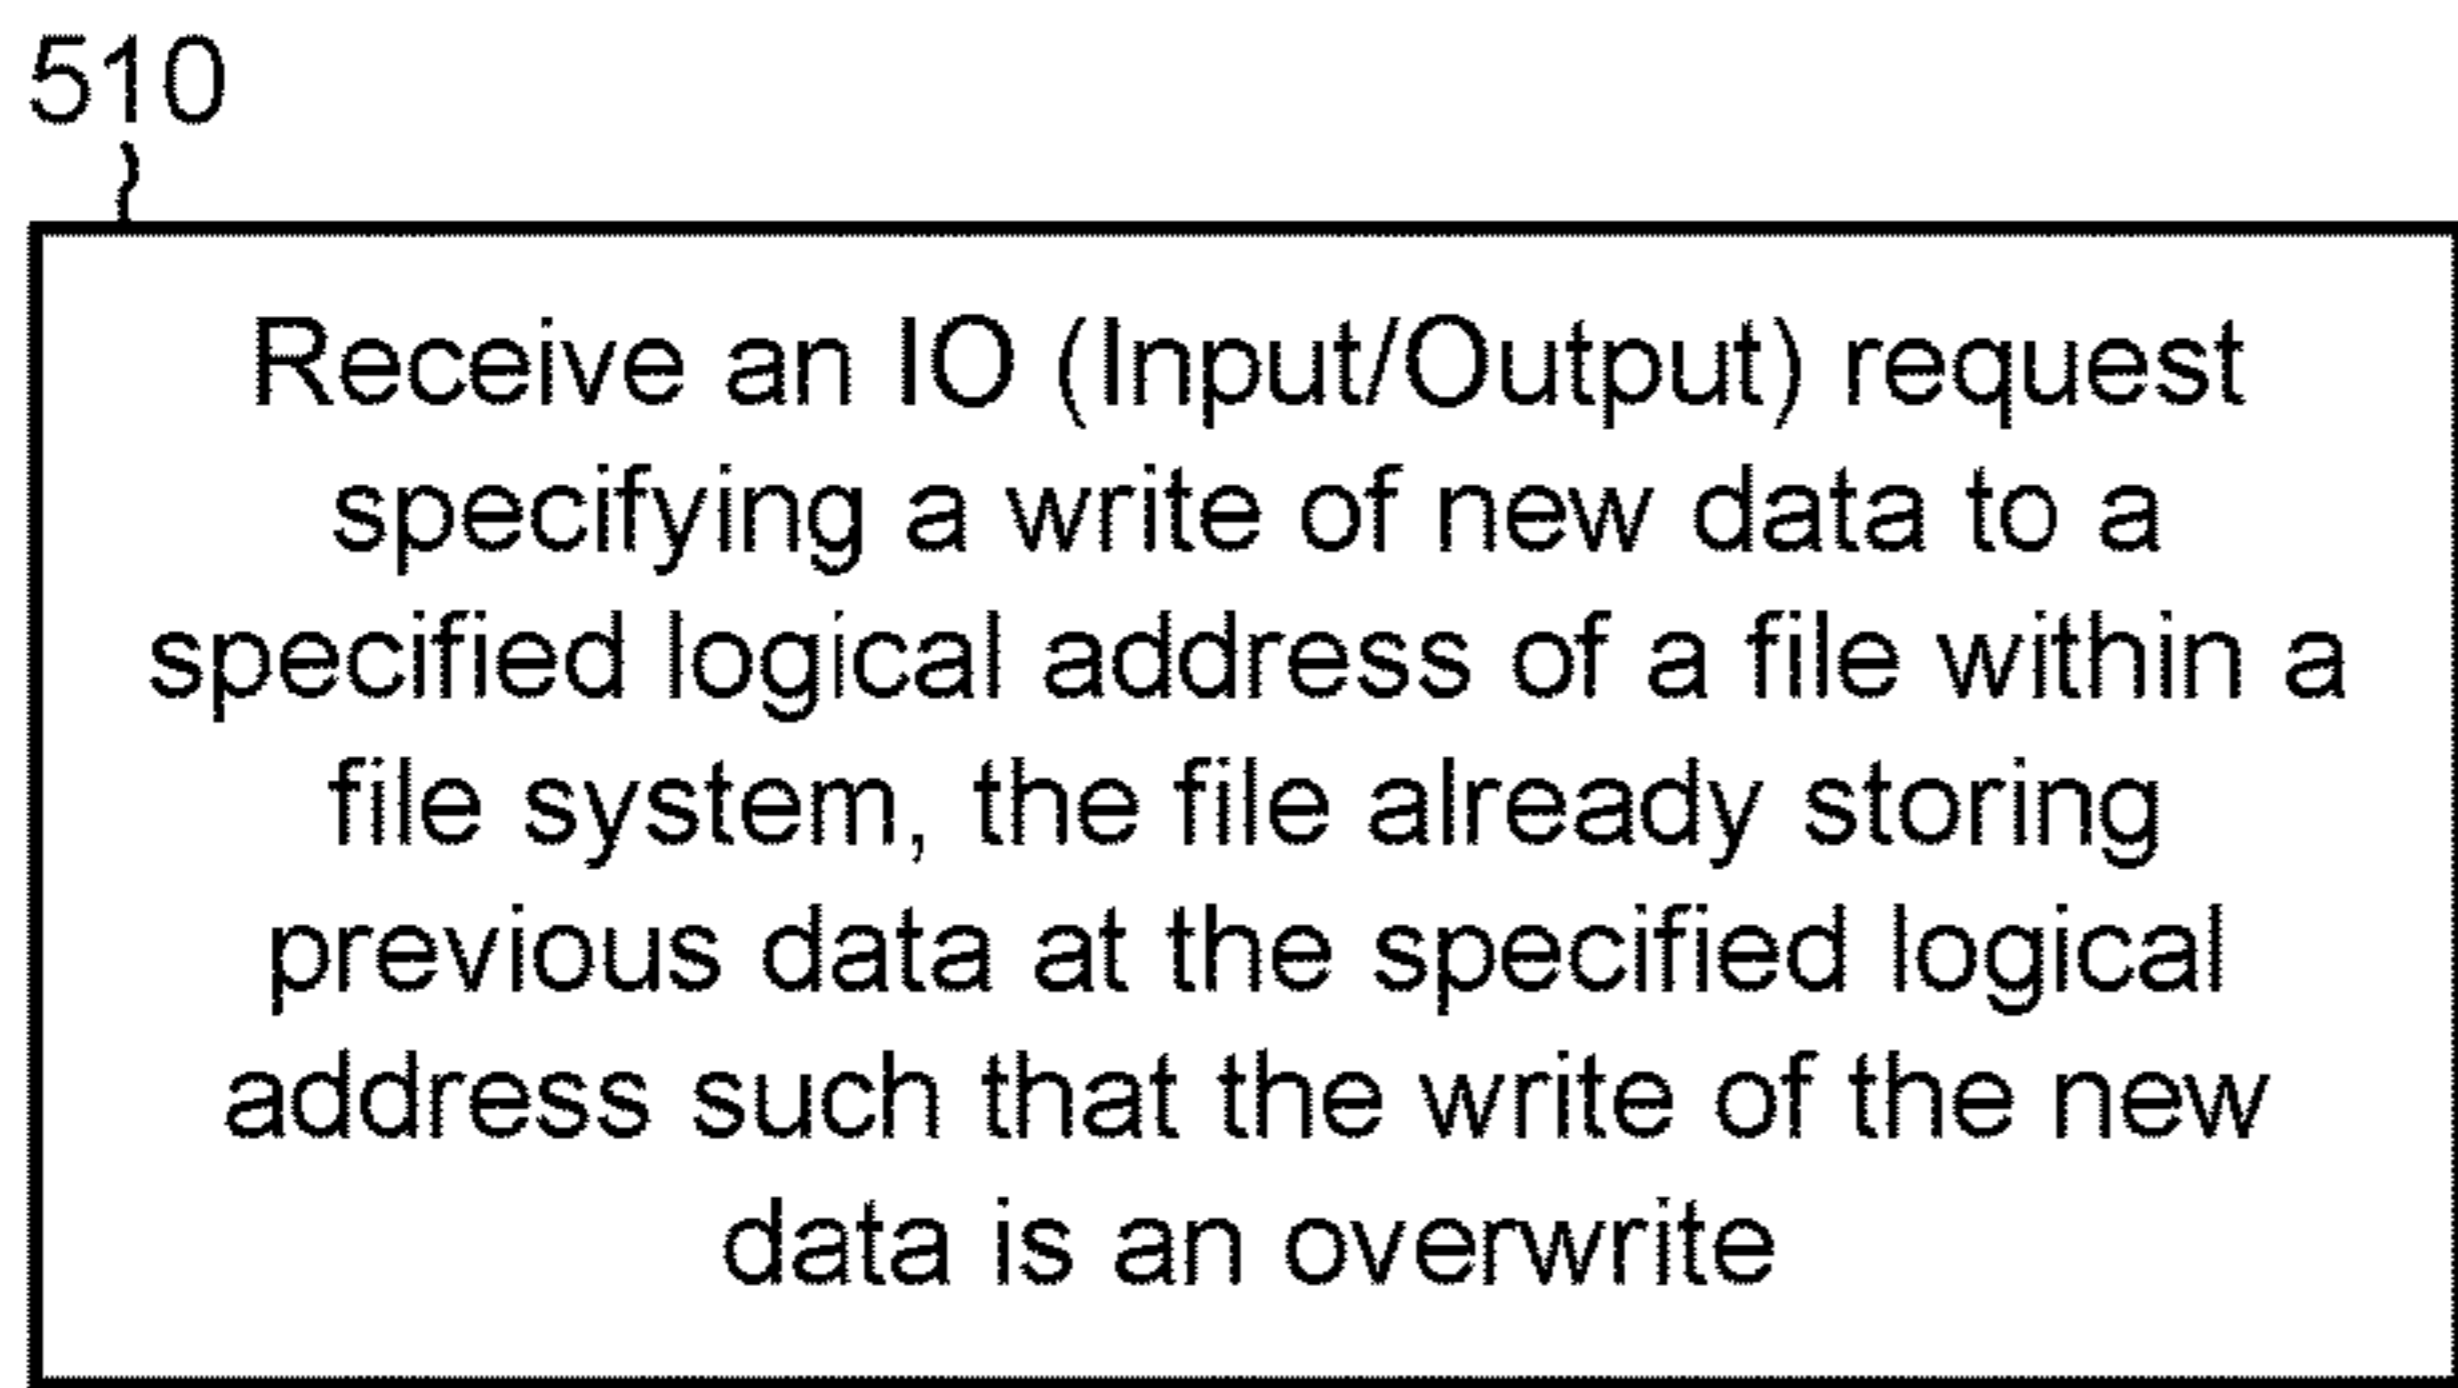 510
Receive an IO (Input/Output) request
specifying a write of new data to a
specified logical address of a file within a
file system, the file already storing
previous data at the specified logical
address such that the write of the new
data is an overwrite